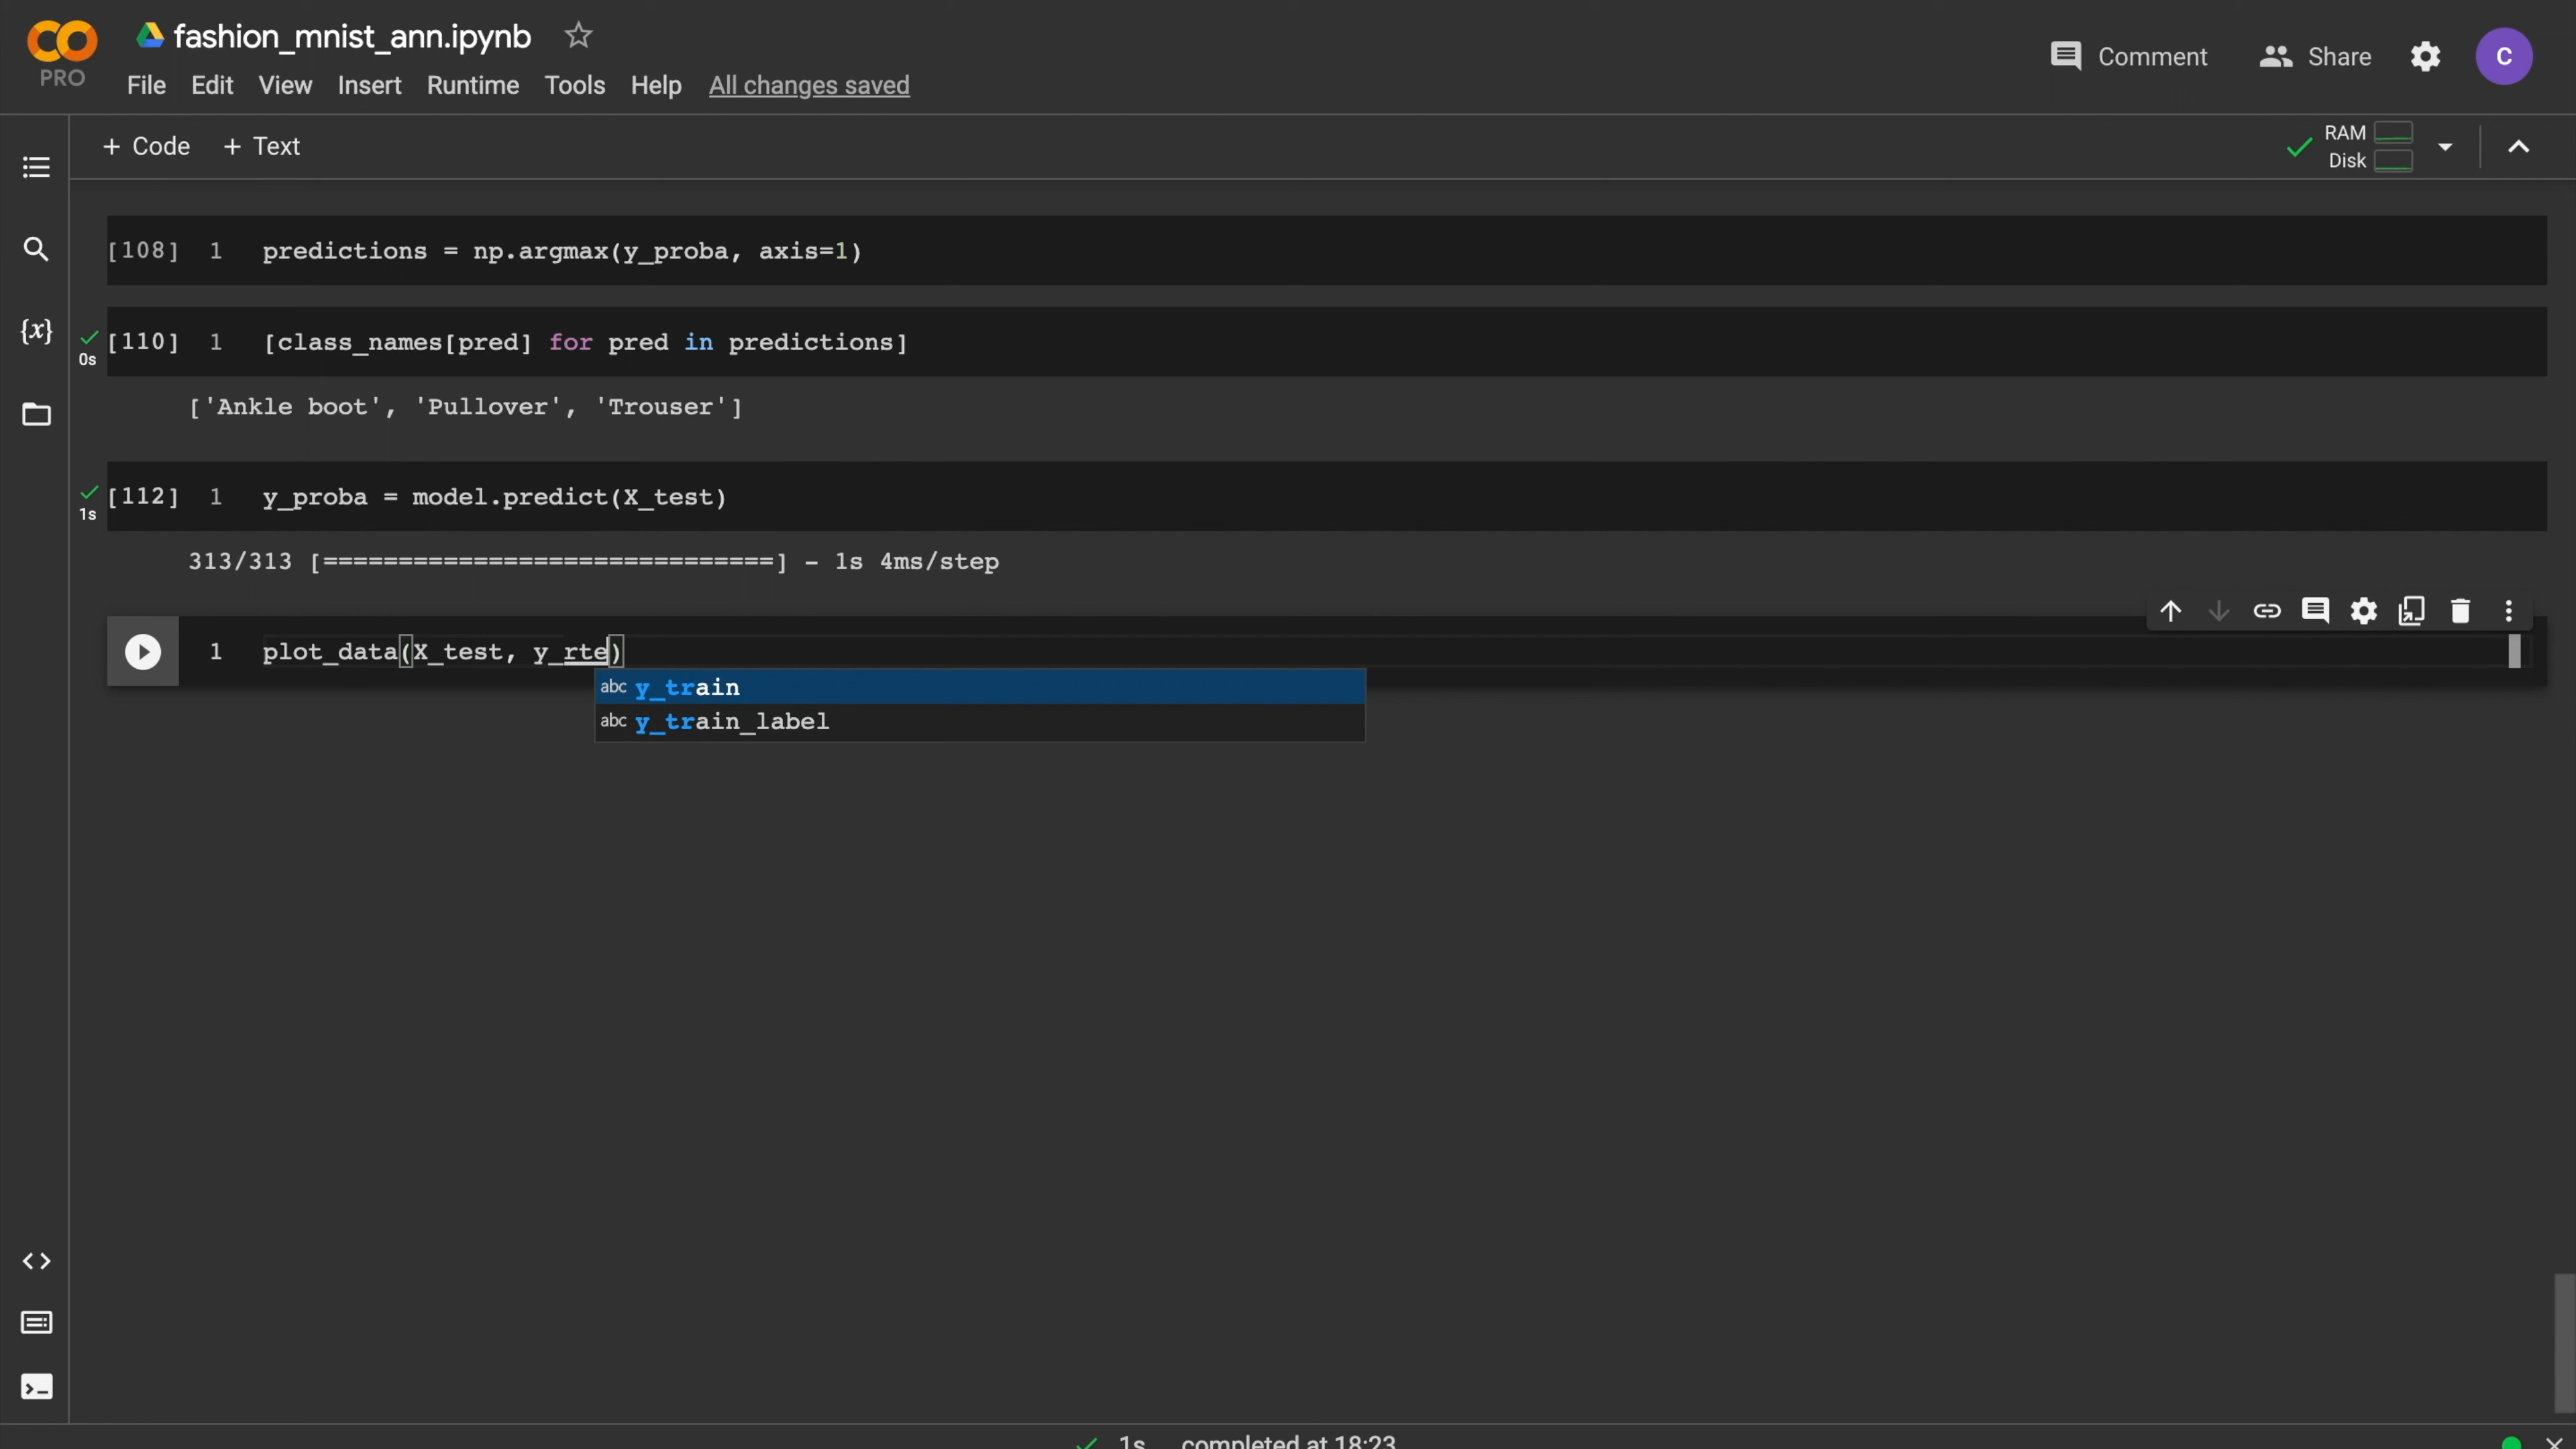 fashion_mnist_ann.ipynb
PRO
File Edit View Insert Runtime Tools Help All changes saved
Comment Share C
+ Code + Text
RAM
Disk
[108] 1 predictions = np.argmax(y_proba, axis=1)
0s [110] 1 [class_names[pred] for pred in predictions]
['Ankle boot', 'Pullover', 'Trouser']
1s [112] 1 y_proba = model.predict(X_test)
313/313 [==============================] - 1s 4ms/step
1 plot_data(X_test, y_rte)
abc y_train
abc y_train_label
1s completed at 18:23